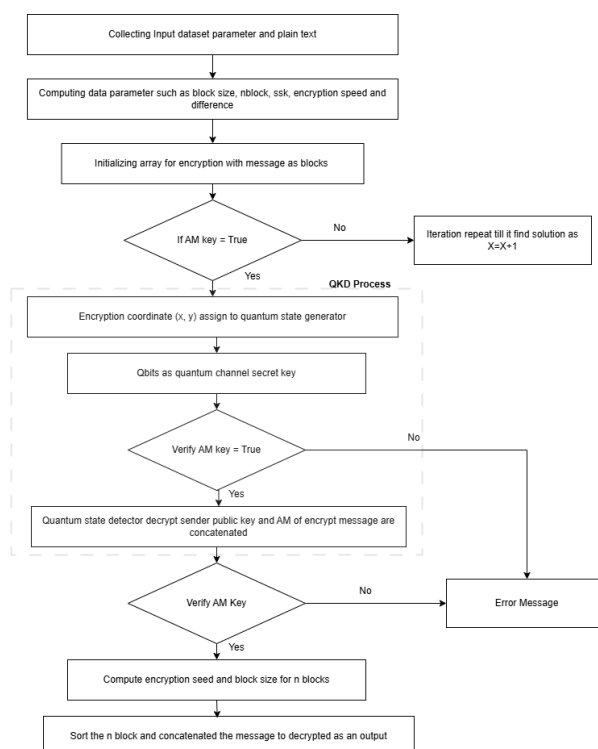 Collecting Input dataset parameter and plain text
Computing data parameter such as block size, nblock, ssk, encryption speed and
difference
Initializing array for encryption with message as blocks
If AM key = True
No
Iteration repeat till it find solution as
X=X+1
Yes
QKD Process
Encryption coordinate (x, y) assign to quantum state generator
Qbits as quantum channel secret key
Verify AM key = True
No
Yes
Quantum state detector decrypt sender public key and AM of encrypt message are
concatenated
Verify AM Key
No
Error Message
Yes
Compute encryption seed and block size for n blocks
Sort the n block and concatenated the message to decrypted as an output